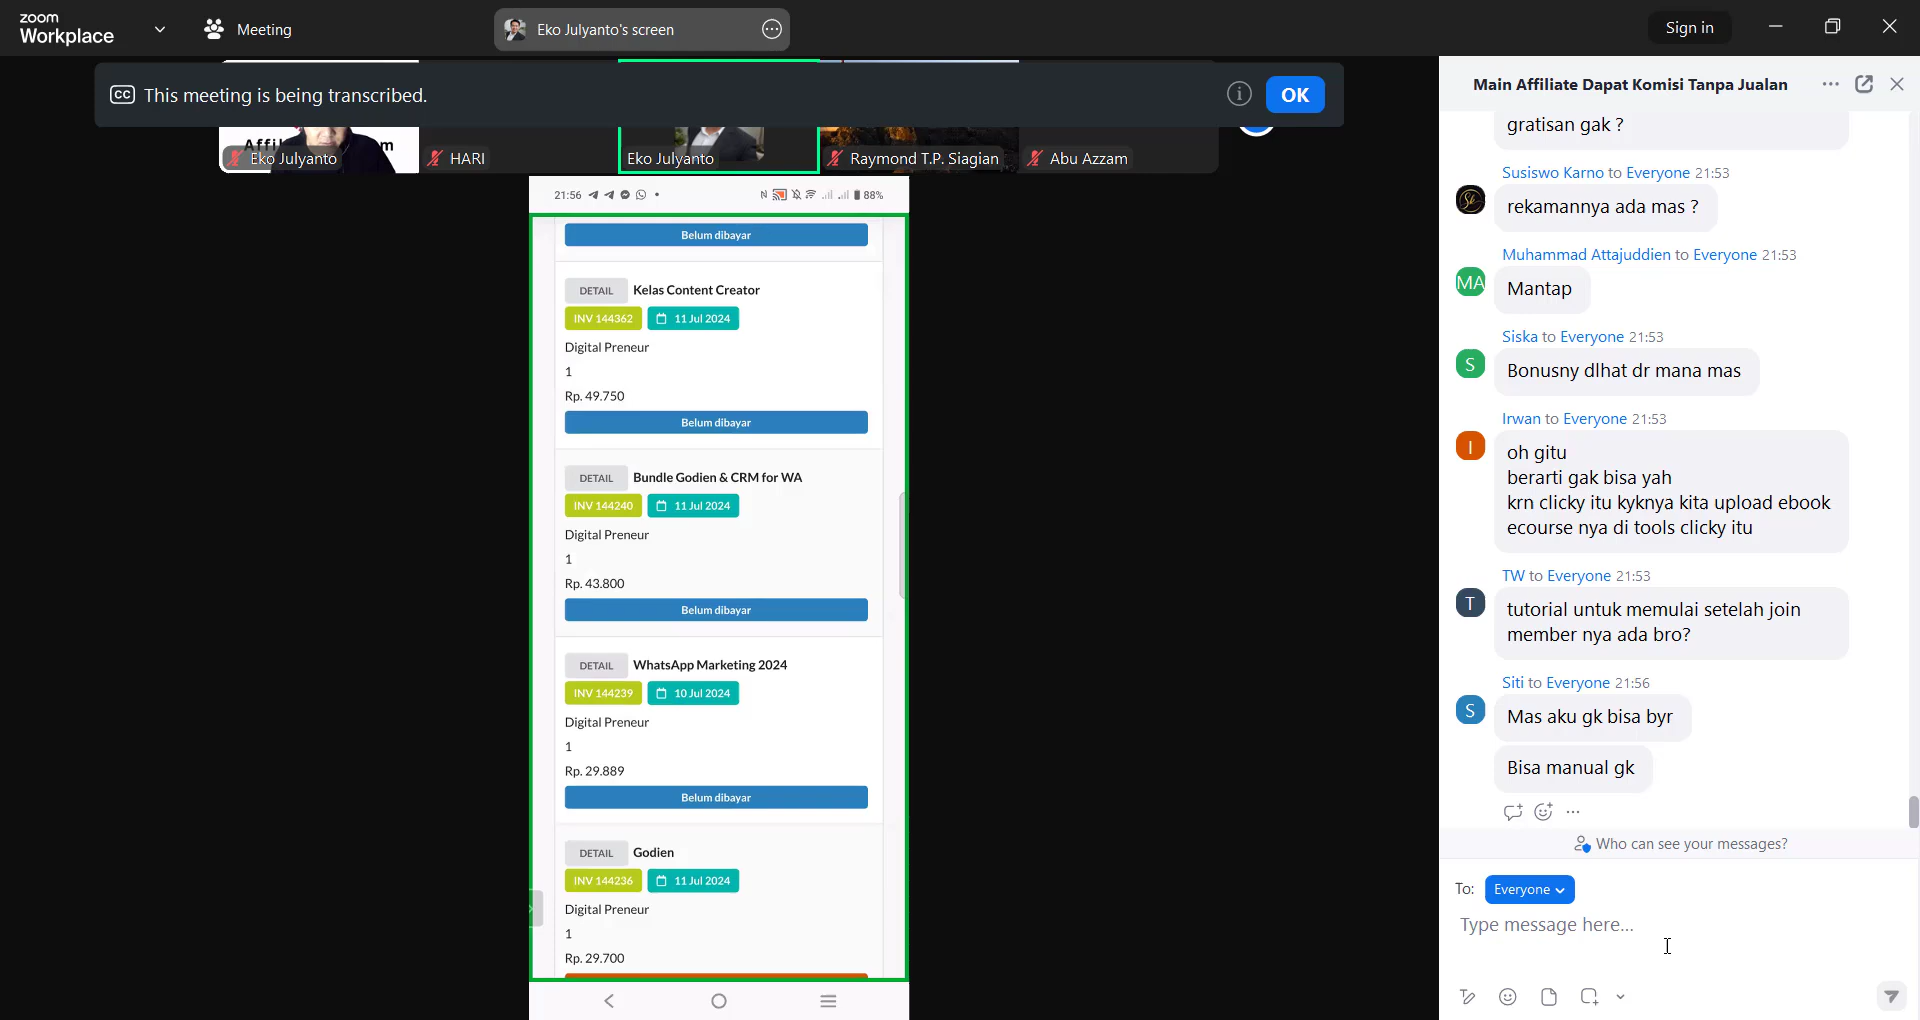 zoom
Workplace
Meeting
Eko Julyanto's screen
Sign in
CC This meeting is being transcribed.
OK
Eko Julyanto
HARI
Eko Julyanto
Raymond T.P. Siagian
Abu Azzam
21:56
88%
Belum dibayar
DETAIL Kelas Content Creator
INV 144362 11 Jul 2024
Digital Preneur
1
Rp. 49.750
Belum dibayar
DETAIL Bundle Godien & CRM for WA
INV 144240 11 Jul 2024
Digital Preneur
1
Rp. 43.800
Belum dibayar
DETAIL WhatsApp Marketing 2024
INV 144239 10 Jul 2024
Digital Preneur
1
Rp. 29.889
Belum dibayar
DETAIL Godien
INV 144236 11 Jul 2024
Digital Preneur
1
Rp. 29.700
Main Affiliate Dapat Komisi Tanpa Jualan
gratisan gak ?
Susiswo Karno to Everyone 21:53
rekamannya ada mas ?
Muhammad Attajuddien to Everyone 21:53
MA
Mantap
Siska to Everyone 21:53
S
Bonusny dlhat dr mana mas
Irwan to Everyone 21:53
I
oh gitu
berarti gak bisa yah
krn clicky itu kyknya kita upload ebook
ecourse nya di tools clicky itu
TW to Everyone 21:53
T
tutorial untuk memulai setelah join
member nya ada bro?
Siti to Everyone 21:56
S
Mas aku gk bisa byr
Bisa manual gk
Who can see your messages?
To: Everyone
Type message here...